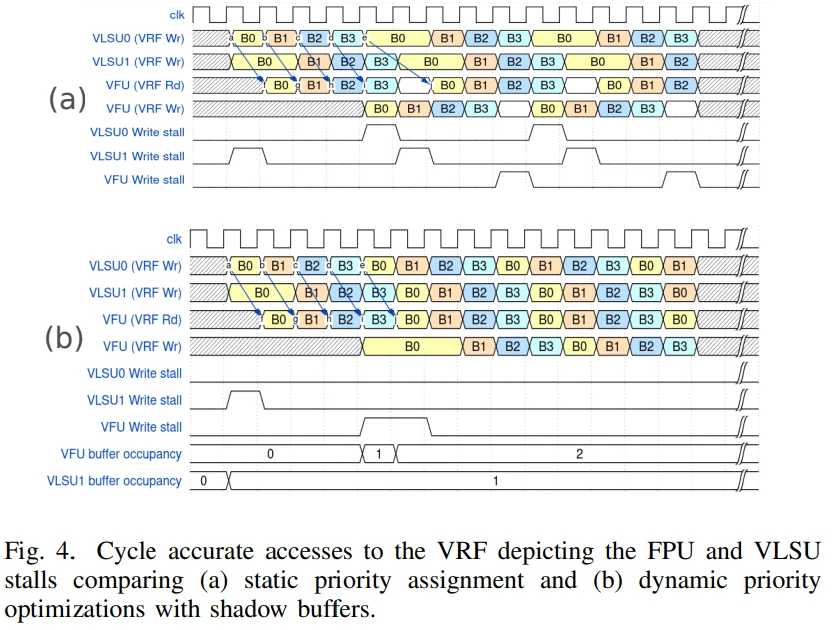 (a)
clk
VLSU0 (VRF Wr) a B0 b B1 c B2 d B3 e B0 B1 B2 B3 B0 B1 B2 B3
VLSU1 (VRF Wr) B0 B1 B2 B3 B0 B1 B2 B3 B0 B1 B2
VFU (VRF Rd) f B0 g B1 h B2 B3 B0 B1 B2 B3 B0 B1 B2
VFU (VRF Wr) B0 B1 B2 B3 B0 B1 B2 B3
VLSU0 Write stall
VLSU1 Write stall
VFU Write stall
(b)
clk
VLSU0 (VRF Wr) a B0 b B1 c B2 d B3 e B0 B1 B2 B3 B0 B1 B2 B3 B0 B1
VLSU1 (VRF Wr) B0 B1 B2 B3 B0 B1 B2 B3 B0 B1 B2 B3 B0
VFU (VRF Rd) f B0 g B1 h B2 B3 B0 B1 B2 B3 B0 B1 B2 B3 B0
VFU (VRF Wr) B0 B1 B2 B3 B0 B1 B2 B3
VLSU0 Write stall
VLSU1 Write stall
VFU Write stall
VFU buffer occupancy 0 1 2
VLSU1 buffer occupancy 0 1
Fig. 4. Cycle accurate accesses to the VRF depicting the FPU and VLSU
stalls comparing (a) static priority assignment and (b) dynamic priority
optimizations with shadow buffers.